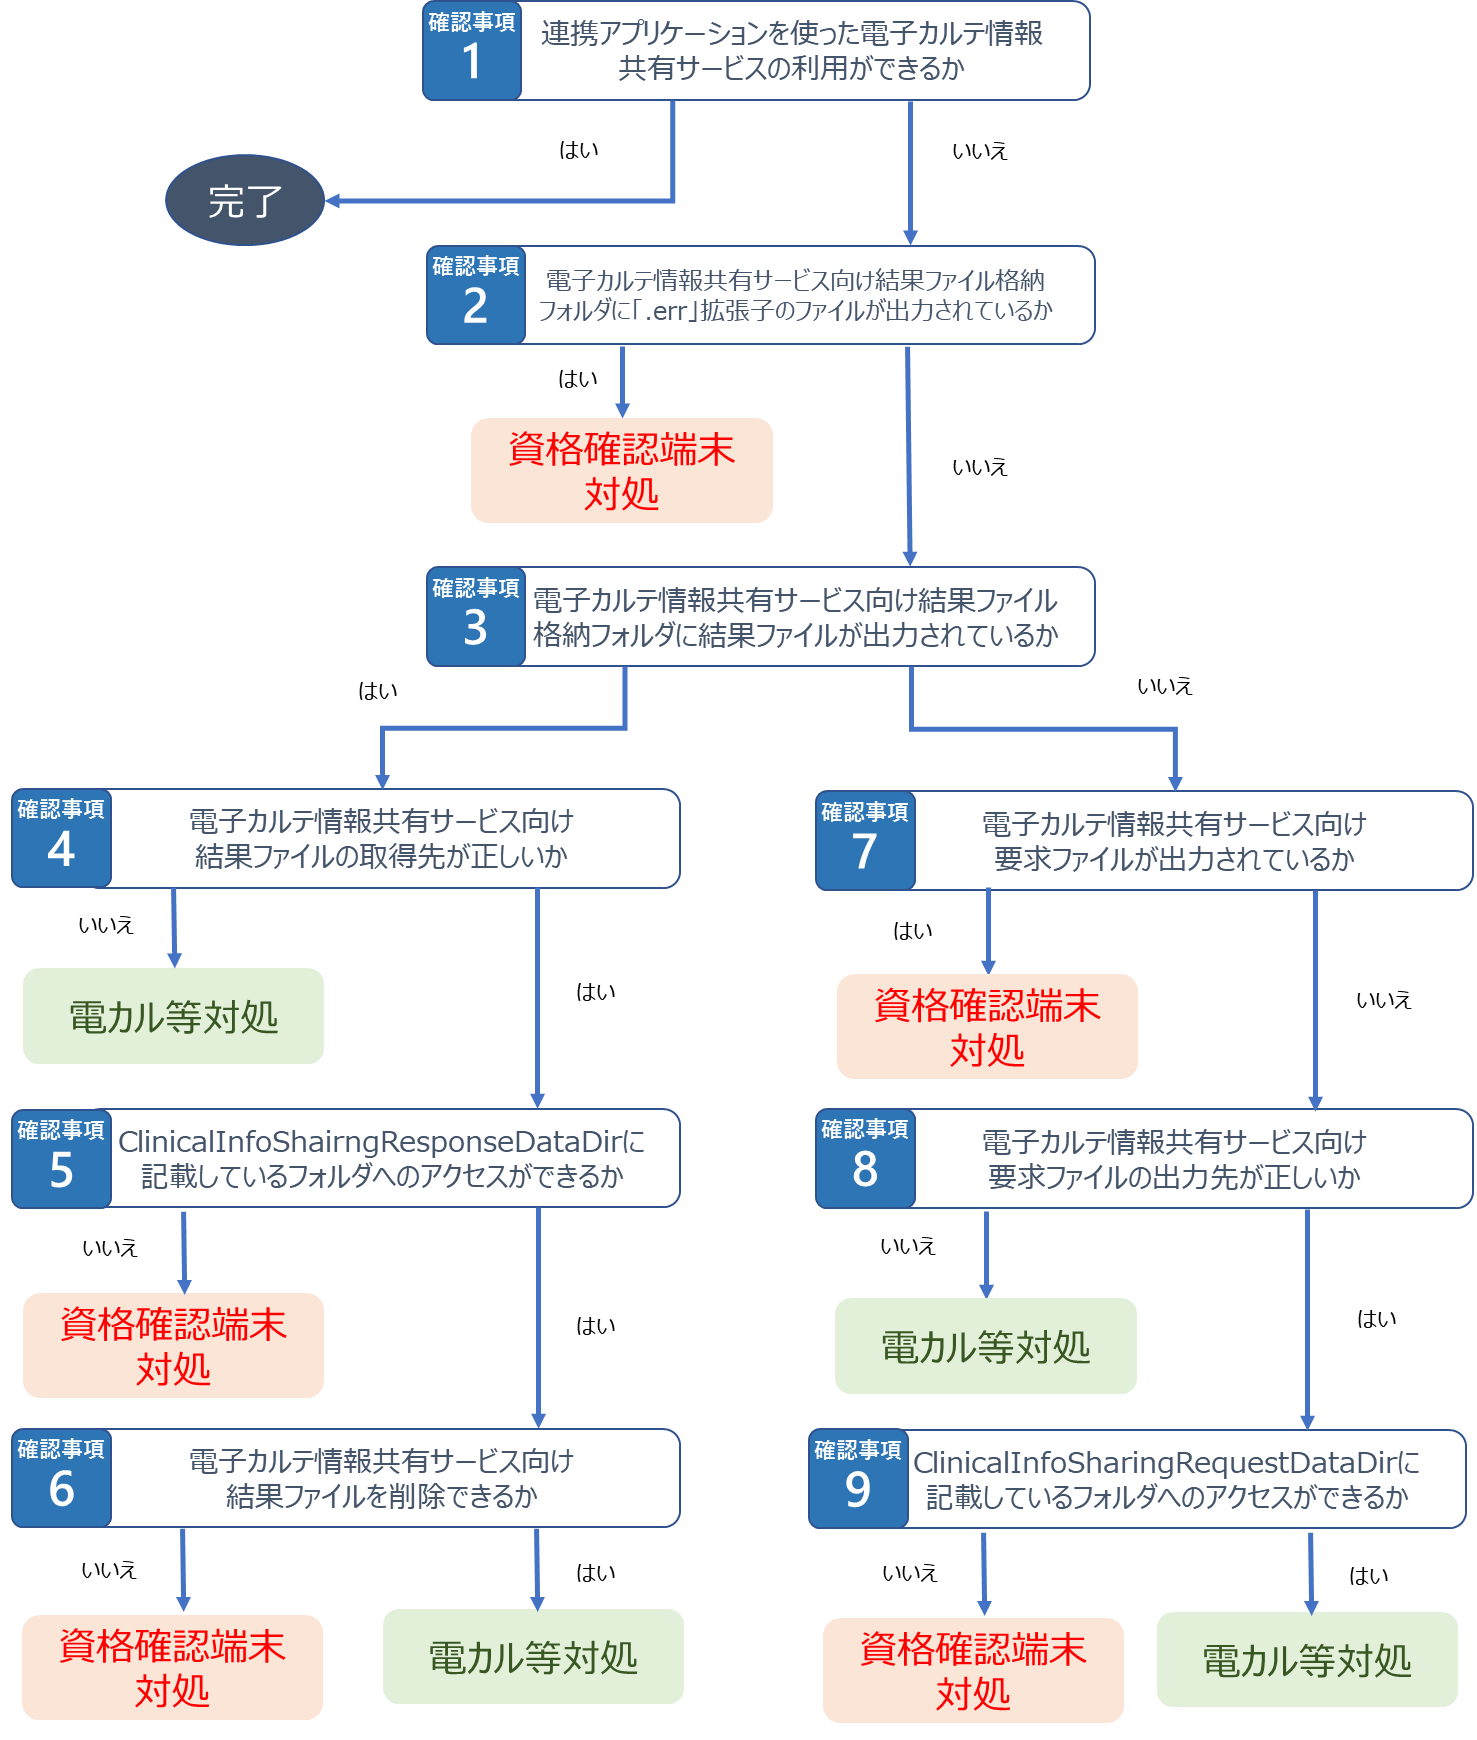 確認事項
1
連携アプリケーションを使った電子カルテ情報
共有サービスの利用ができるか
はい
いいえ
完了
確認事項
2
電子カルテ情報共有サービス向け結果ファイル格納
フォルダに「.err」拡張子のファイルが出力されているか
はい
資格確認端末
対処
いいえ
確認事項
3
電子カルテ情報共有サービス向け結果ファイル
格納フォルダに結果ファイルが出力されているか
はい
いいえ
確認事項
4
電子カルテ情報共有サービス向け
結果ファイルの取得先が正しいか
いいえ
電カル等対処
はい
確認事項
5
ClinicalInfoShairngResponseDataDirに
記載しているフォルダへのアクセスができるか
いいえ
資格確認端末
対処
はい
確認事項
6
電子カルテ情報共有サービス向け
結果ファイルを削除できるか
いいえ
はい
資格確認端末
対処
電カル等対処
確認事項
7
電子カルテ情報共有サービス向け
要求ファイルが出力されているか
はい
資格確認端末
対処
いいえ
確認事項
8
電子カルテ情報共有サービス向け
要求ファイルの出力先が正しいか
いいえ
電カル等対処
はい
確認事項
9
ClinicalInfoSharingRequestDataDirに
記載しているフォルダへのアクセスができるか
いいえ
はい
資格確認端末
対処
電カル等対処